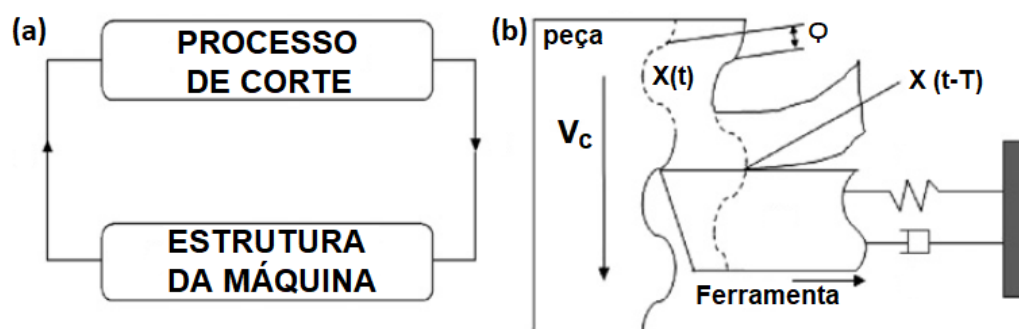 (a)
PROCESSO
DE CORTE
ESTRUTURA
DA MÁQUINA
(b)
peça
φ
X(t)
X (t-T)
Vc
Ferramenta